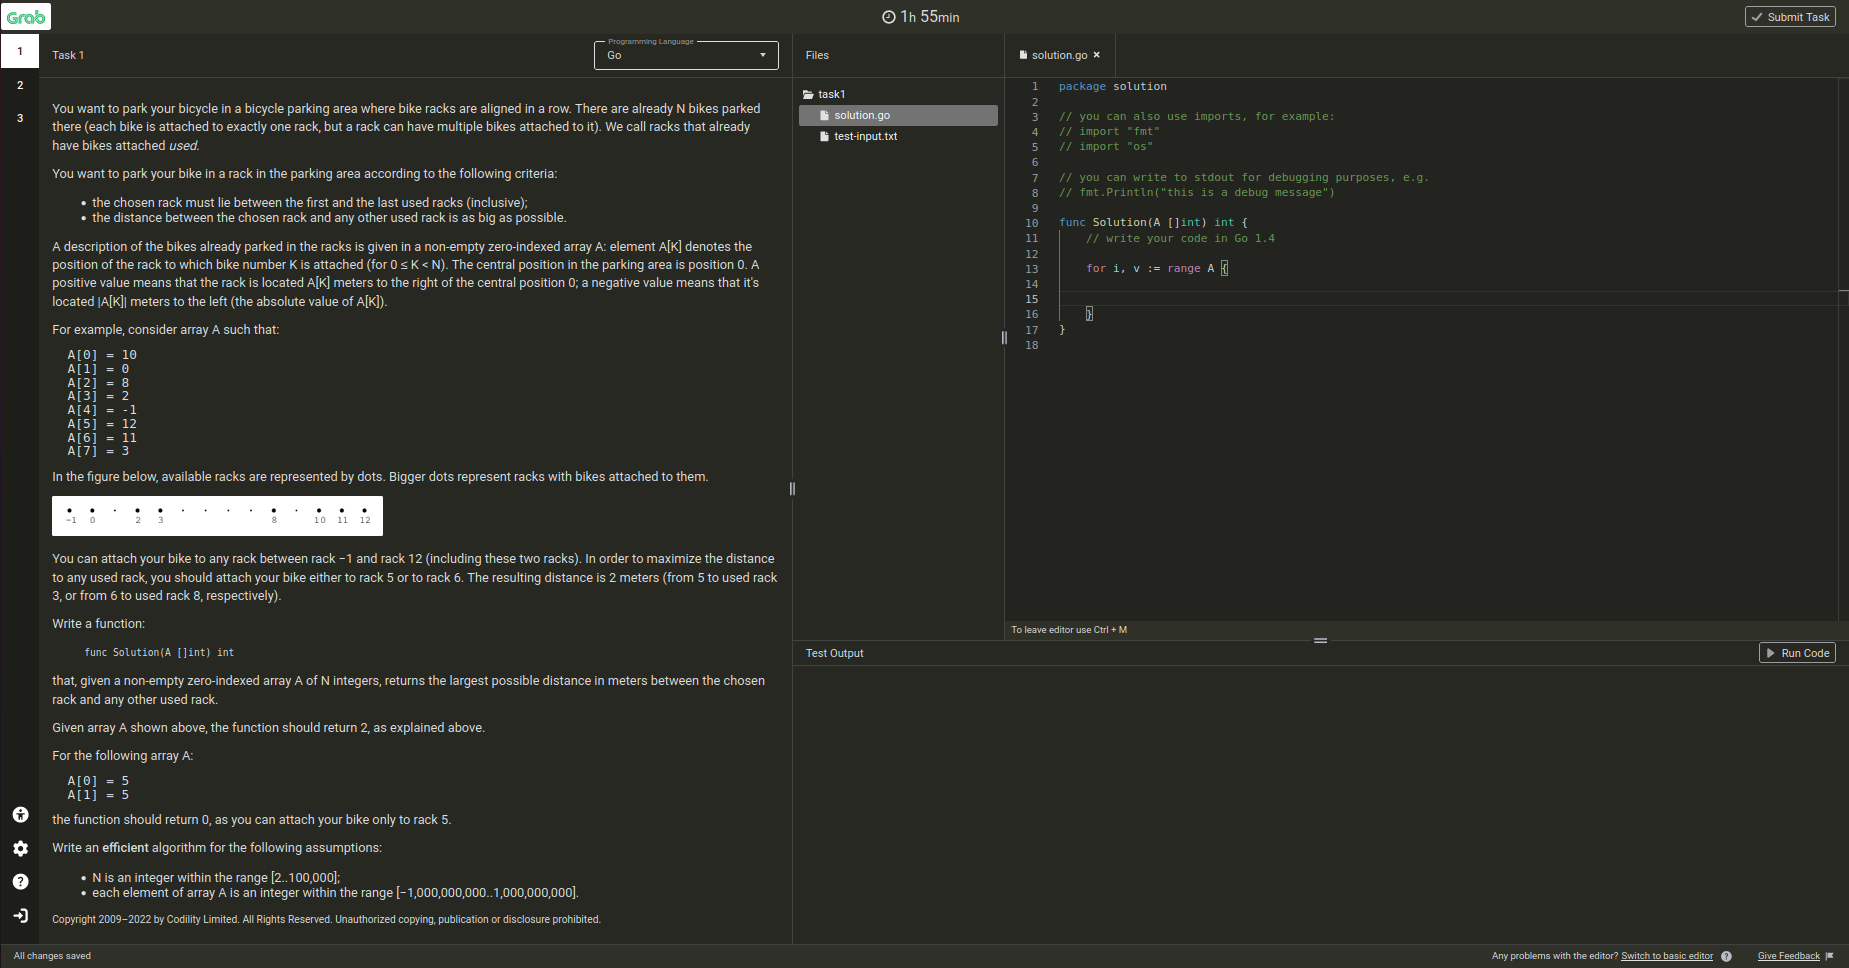 Grab
1h 55min
Submit Task
1
2
3
Task 1
Programming Language
Go
You want to park your bicycle in a bicycle parking area where bike racks are aligned in a row. There are already N bikes parked
there (each bike is attached to exactly one rack, but a rack can have multiple bikes attached to it). We call racks that already
have bikes attached used.
You want to park your bike in a rack in the parking area according to the following criteria:
• the chosen rack must lie between the first and the last used racks (inclusive);
• the distance between the chosen rack and any other used rack is as big as possible.
A description of the bikes already parked in the racks is given in a non-empty zero-indexed array A: element A[K] denotes the
position of the rack to which bike number K is attached (for 0 ≤ K < N). The central position in the parking area is position 0. A
positive value means that the rack is located A[K] meters to the right of the central position 0; a negative value means that it's
located |A[K]| meters to the left (the absolute value of A[K]).
For example, consider array A such that:
A[0] = 10
A[1] = 0
A[2] = 8
A[3] = 2
A[4] = -1
A[5] = 12
A[6] = 11
A[7] = 3
In the figure below, available racks are represented by dots. Bigger dots represent racks with bikes attached to them.
−1 0 2 3 8 10 11 12
You can attach your bike to any rack between rack −1 and rack 12 (including these two racks). In order to maximize the distance
to any used rack, you should attach your bike either to rack 5 or to rack 6. The resulting distance is 2 meters (from 5 to used rack
3, or from 6 to used rack 8, respectively).
Write a function:
func Solution(A []int) int
that, given a non-empty zero-indexed array A of N integers, returns the largest possible distance in meters between the chosen
rack and any other used rack.
Given array A shown above, the function should return 2, as explained above.
For the following array A:
A[0] = 5
A[1] = 5
the function should return 0, as you can attach your bike only to rack 5.
Write an efficient algorithm for the following assumptions:
• N is an integer within the range [2..100,000];
• each element of array A is an integer within the range [−1,000,000,000..1,000,000,000].
Copyright 2009–2022 by Codility Limited. All Rights Reserved. Unauthorized copying, publication or disclosure prohibited.
Files
task1
solution.go
test-input.txt
solution.go ×
1 package solution
2
3 // you can also use imports, for example:
4 // import "fmt"
5 // import "os"
6
7 // you can write to stdout for debugging purposes, e.g.
8 // fmt.Println("this is a debug message")
9
10 func Solution(A []int) int {
11 // write your code in Go 1.4
12
13 for i, v := range A {
14
15
16 }
17 }
18
To leave editor use Ctrl + M
Test Output
Run Code
All changes saved
Any problems with the editor? Switch to basic editor ?
Give Feedback